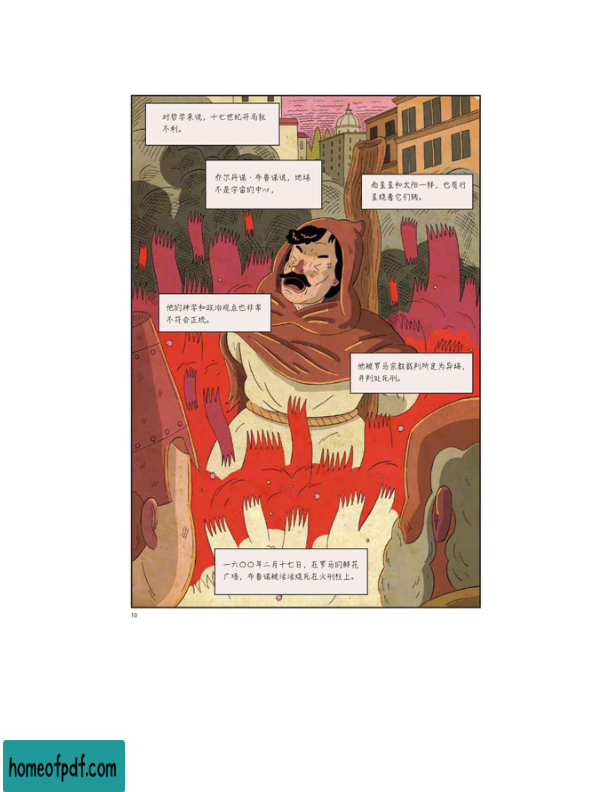 对哲学来说，十七世纪开局就
不利。
乔尔丹诺·布鲁诺说，地球
不是宇宙的中心，
而星星和太阳一样，也有行
星绕着它们转。
他的神学和政治观点也非常
不符合正统。
他被罗马宗教裁判所定为异端，
并判处死刑。
一六〇〇年二月十七日，在罗马的鲜花
广场，布鲁诺被活活烧死在火刑柱上。
10
homeofpdf.com